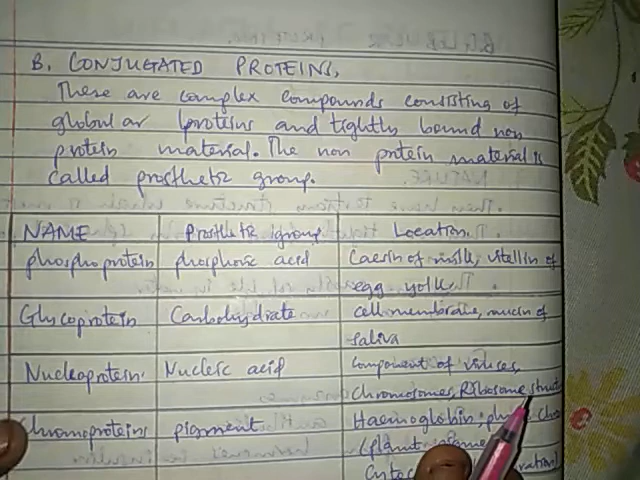 B. CONJUGATED PROTEINS.
These are complex compounds consisting of
globular proteins and tightly bound non
protein material. The non protein material is
called prosthetic group.
NAME Prosthetic group Location.
phosphoprotein phosphoric acid Casein of milk, vitellin of
egg yolk
Glycoprotein Carbohydrate cell membrane, mucin of
saliva
Nucleoprotein. Nucleic acid Component of viruses,
Chromosomes, Ribosome struct
Chromoproteins pigment Haemoglobin,
(plant